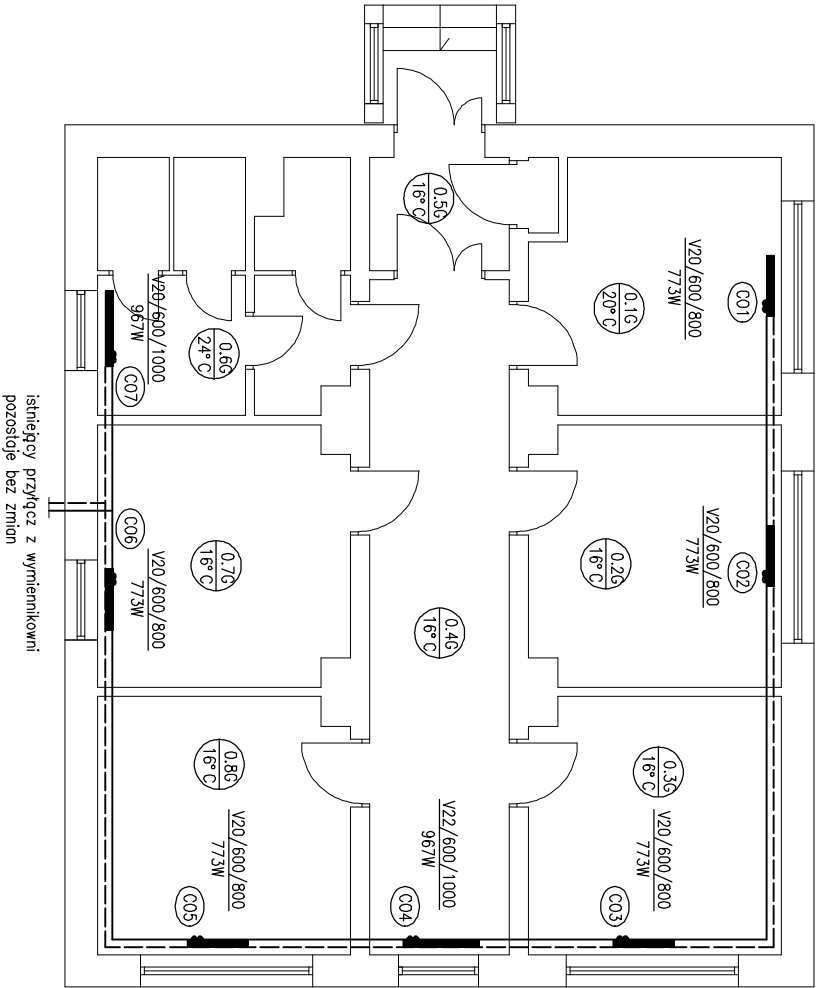 0.5G
16°C
V20/600/800
773W
CO1
0.1G
20°C
V20/600/1000
967W
0.6G
24°C
CO7
istniejący przyłącz z wymiennikowni
pozostaje bez zmian
CO6
V20/600/800
773W
0.7G
16°C
0.4G
16°C
0.2G
16°C
V20/600/800
773W
CO2
0.8G
16°C
V20/600/800
773W
CO5
V22/600/1000
967W
CO4
0.3G
16°C
V20/600/800
773W
CO3